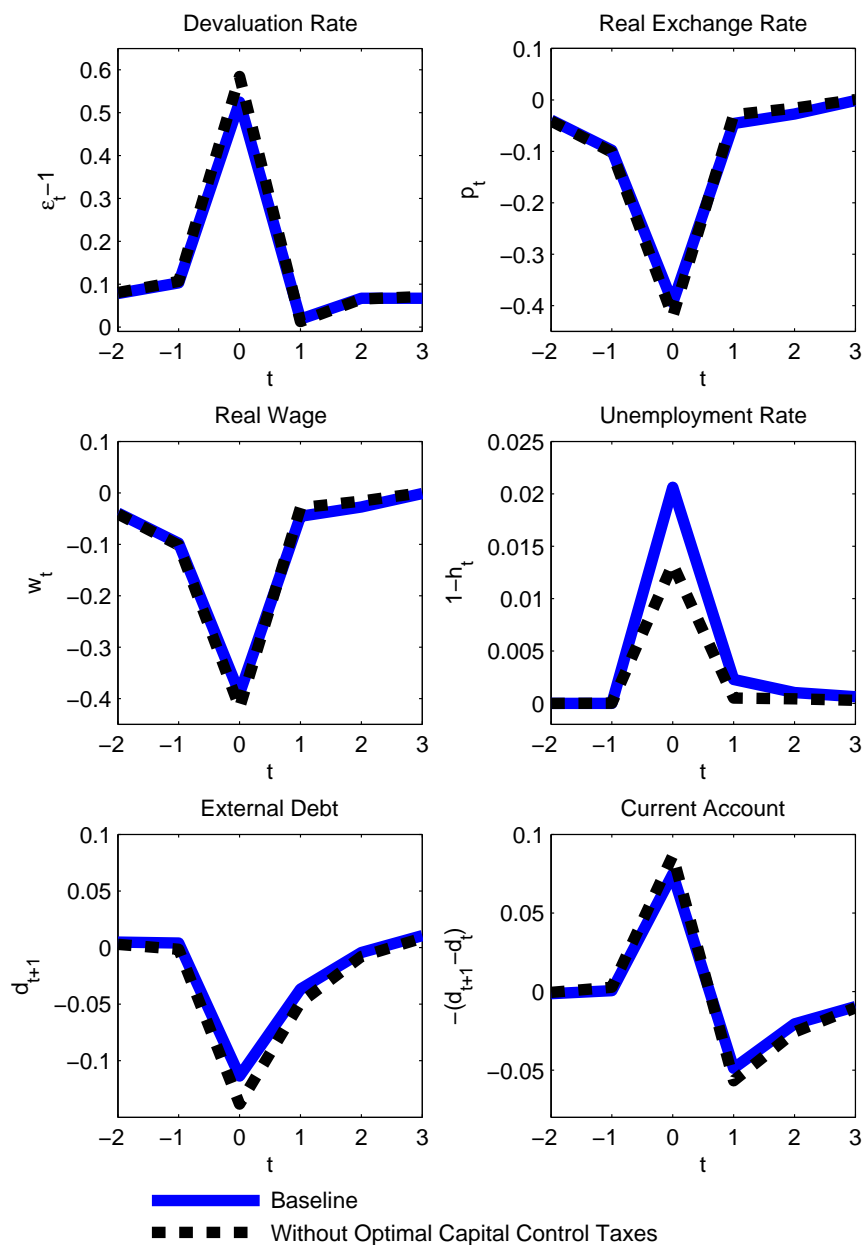 Devaluation Rate
0.6
0.5
0.4
0.3
0.2
0.1
0
ε_t−1
−2 −1 0 1 2 3
t
Real Exchange Rate
0.1
0
−0.1
−0.2
−0.3
−0.4
p_t
−2 −1 0 1 2 3
t
Real Wage
0.1
0
−0.1
−0.2
−0.3
−0.4
w_t
−2 −1 0 1 2 3
t
Unemployment Rate
0.025
0.02
0.015
0.01
0.005
0
1−h_t
−2 −1 0 1 2 3
t
External Debt
0.1
0.05
0
−0.05
−0.1
d_{t+1}
−2 −1 0 1 2 3
t
Current Account
0.1
0.05
0
−0.05
−(d_{t+1}−d_t)
−2 −1 0 1 2 3
t
Baseline
Without Optimal Capital Control Taxes